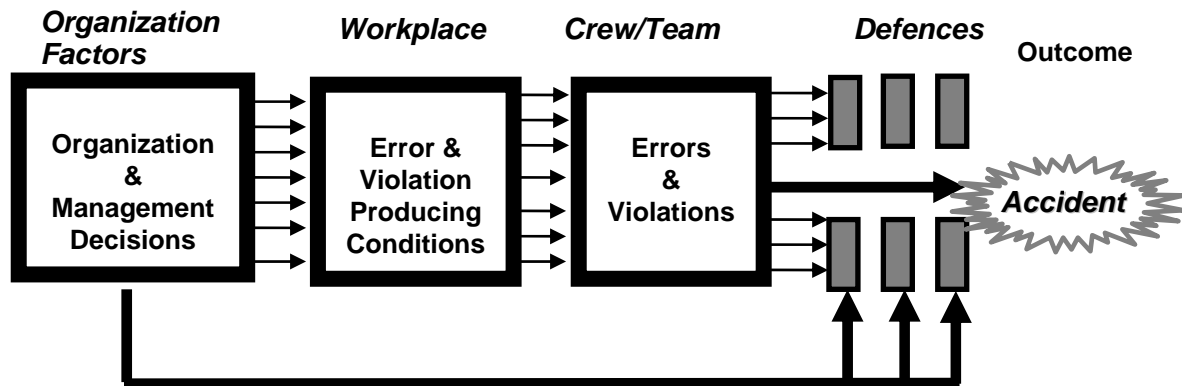 Organization
Factors
Workplace
Crew/Team
Defences
Outcome
Organization
&
Management
Decisions
Error &
Violation
Producing
Conditions
Errors
&
Violations
Accident